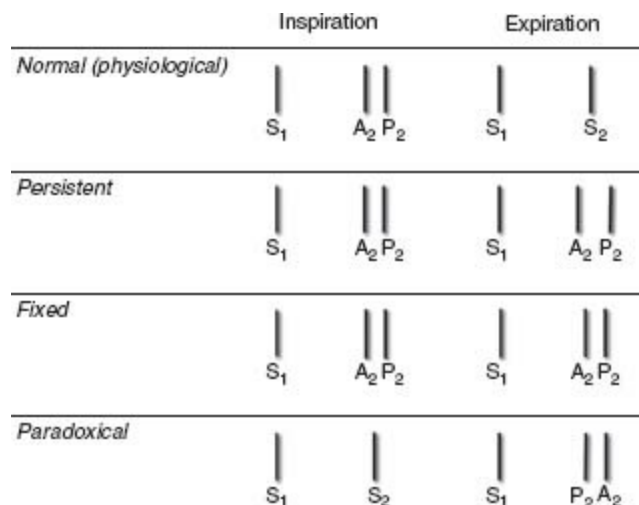 Inspiration Expiration
Normal (physiological)
S₁ A₂ P₂ S₁ S₂
Persistent
S₁ A₂ P₂ S₁ A₂ P₂
Fixed
S₁ A₂ P₂ S₁ A₂ P₂
Paradoxical
S₁ S₂ S₁ P₂ A₂